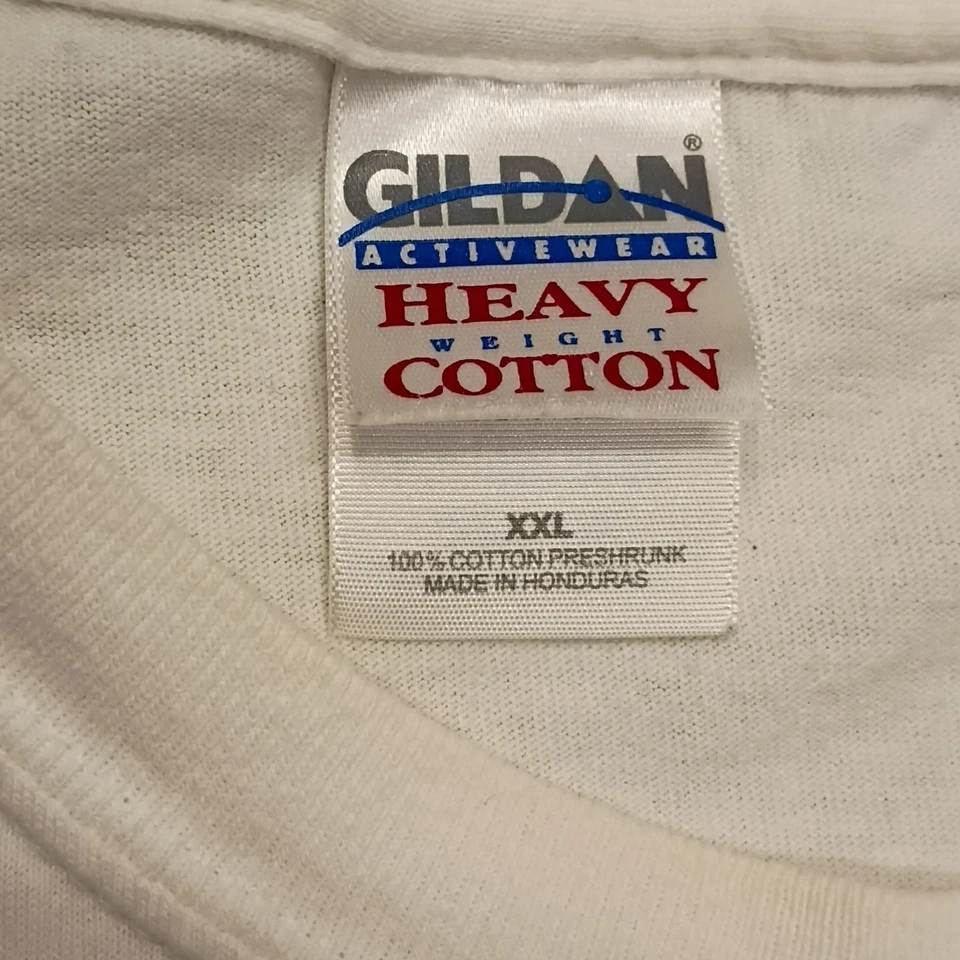 GILDAN®
ACTIVEWEAR
HEAVY
WEIGHT
COTTON
XXL
100% COTTON PRESHRUNK
MADE IN HONDURAS